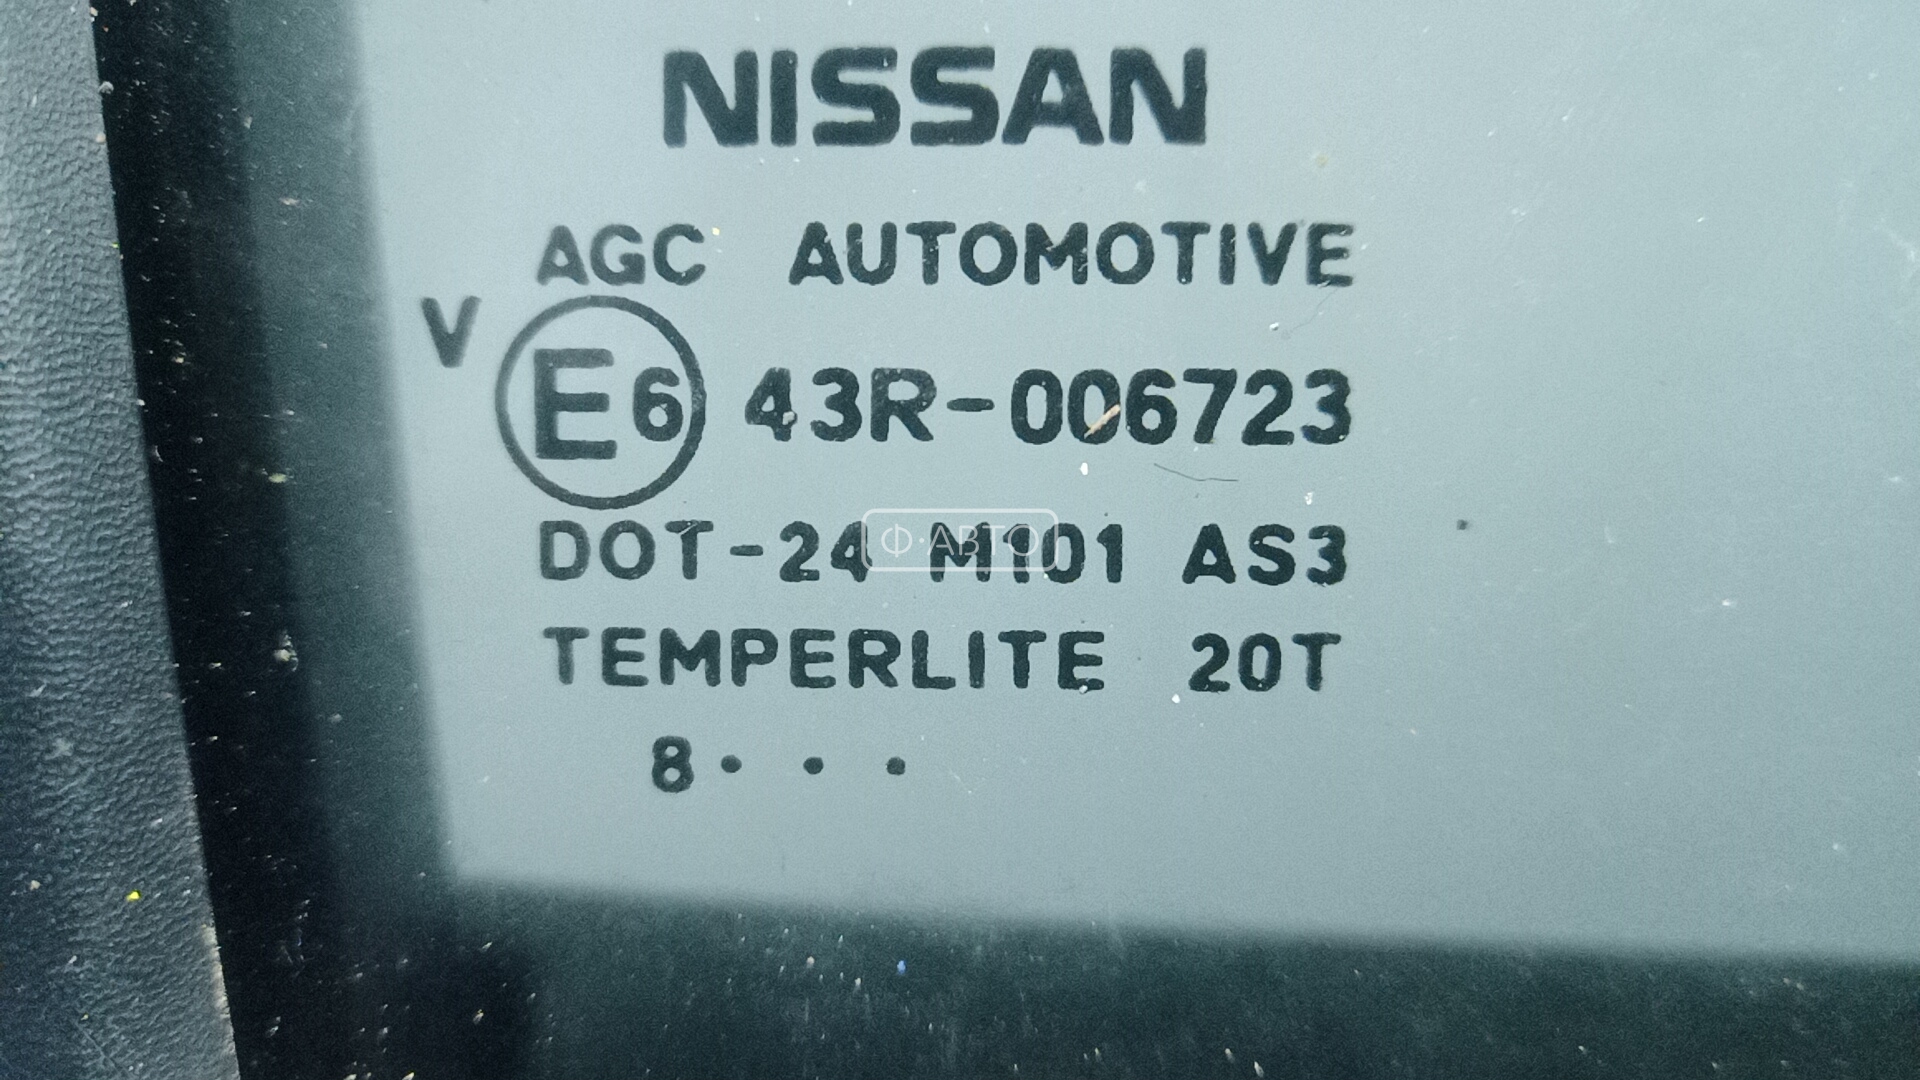 NISSAN
AGC AUTOMOTIVE
V
E6 43R-006723
DOT-24 M101 AS3
Ф·АВТО
TEMPERLITE 20T
8· · ·